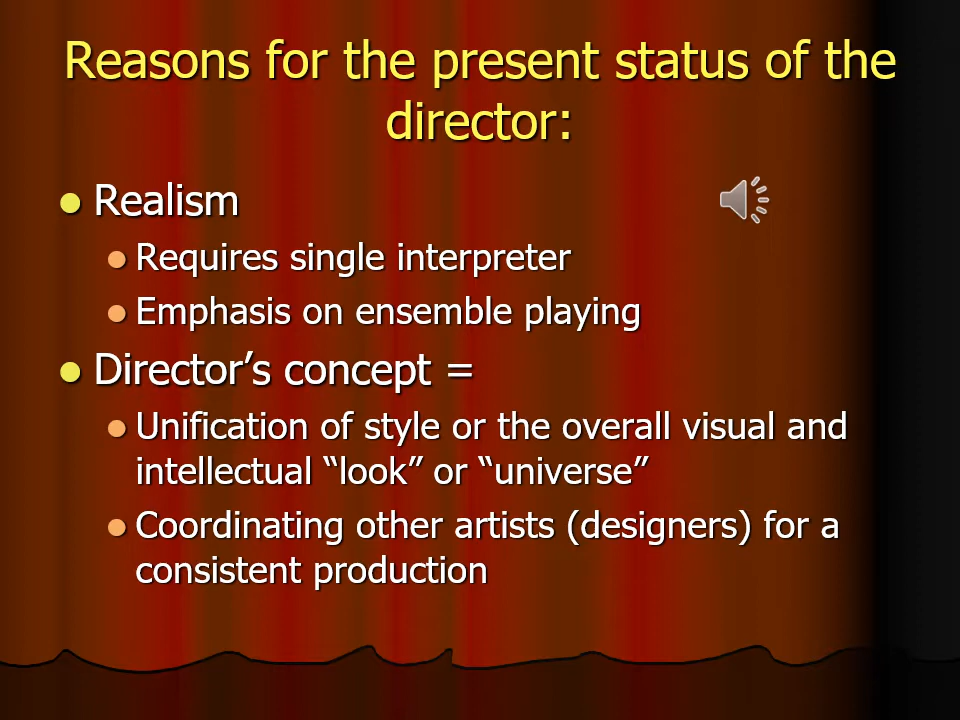 Reasons for the present status of the
director:
Realism
Requires single interpreter
Emphasis on ensemble playing
Director’s concept =
Unification of style or the overall visual and
intellectual “look” or “universe”
Coordinating other artists (designers) for a
consistent production